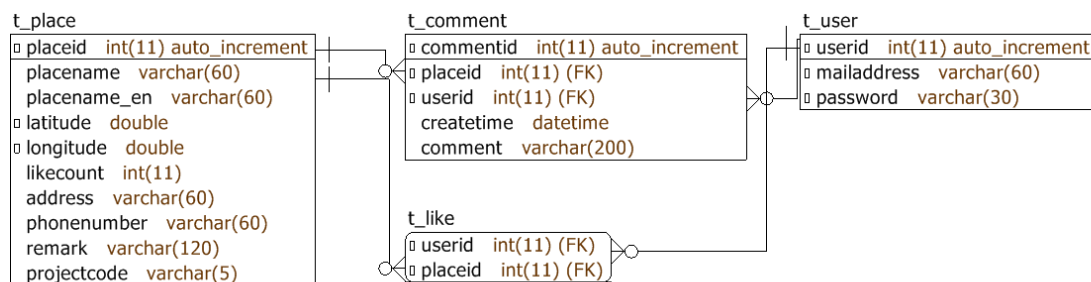 t_place
placeid int(11) auto_increment
placename varchar(60)
placename_en varchar(60)
latitude double
longitude double
likecount int(11)
address varchar(60)
phonenumber varchar(60)
remark varchar(120)
projectcode varchar(5)
t_comment
commentid int(11) auto_increment
placeid int(11) (FK)
userid int(11) (FK)
createtime datetime
comment varchar(200)
t_like
userid int(11) (FK)
placeid int(11) (FK)
t_user
userid int(11) auto_increment
mailaddress varchar(60)
password varchar(30)